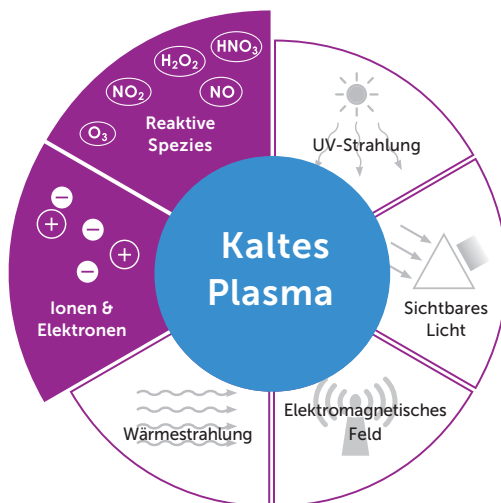 HNO₃
H₂O₂
NO₂
NO
O₃
Reaktive
Spezies
UV-Strahlung
Kaltes
Plasma
Ionen &
Elektronen
Sichtbares
Licht
Wärmestrahlung
Elektromagnetisches
Feld